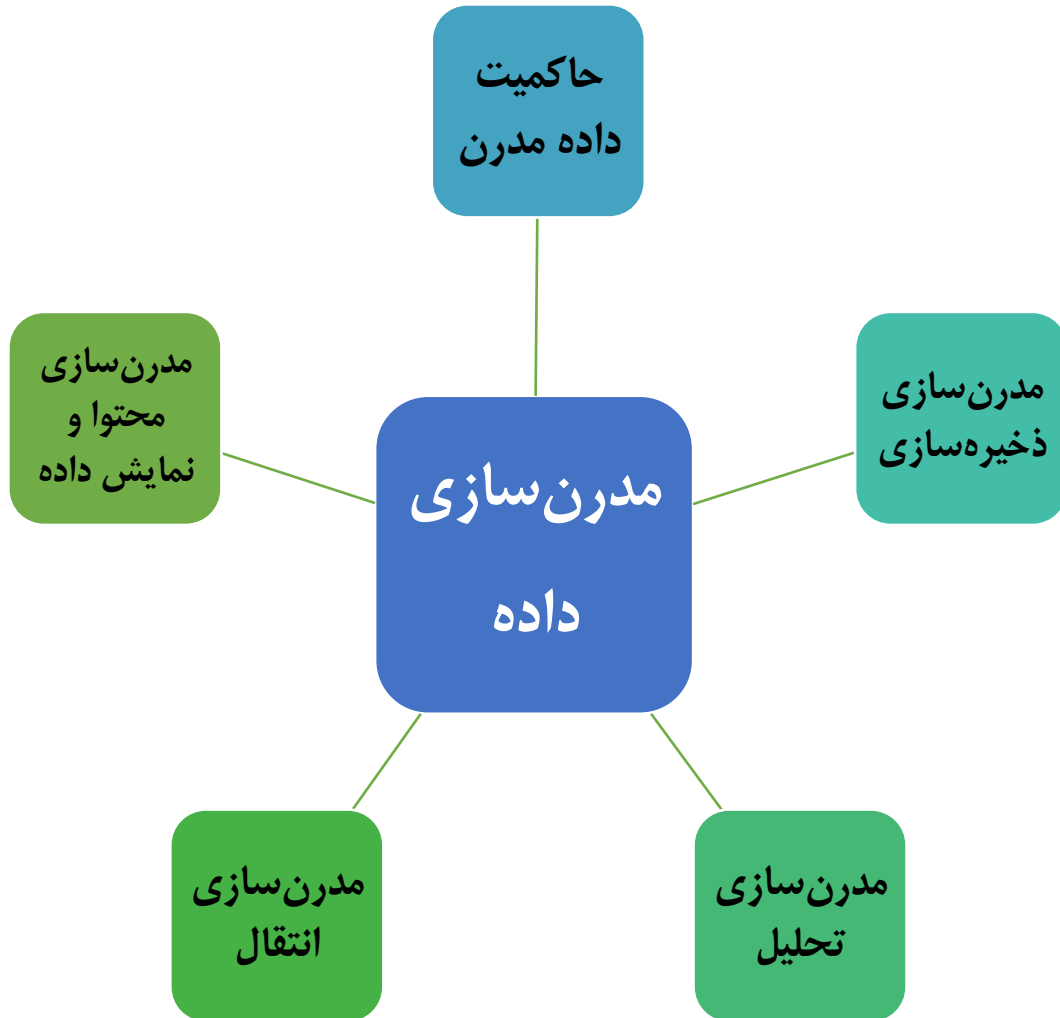 حاکمیت
داده مدرن
مدرن‌سازی
ذخیره‌سازی
مدرن‌سازی
تحلیل
مدرن‌سازی
انتقال
مدرن‌سازی
محتوا و
نمایش داده
مدرن‌سازی
داده